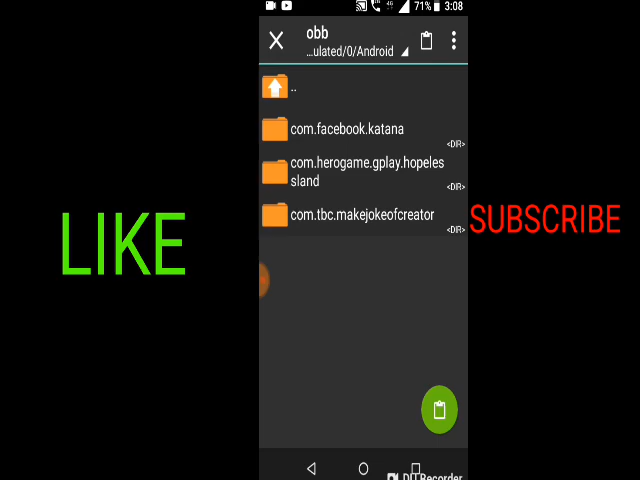 4G
71%
3:08
obb
...ulated/0/Android
..
com.facebook.katana
<DIR>
com.herogame.gplay.hopeles
sland
<DIR>
com.tbc.makejokeofcreator
<DIR>
LIKE
SUBSCRIBE
DU Recorder